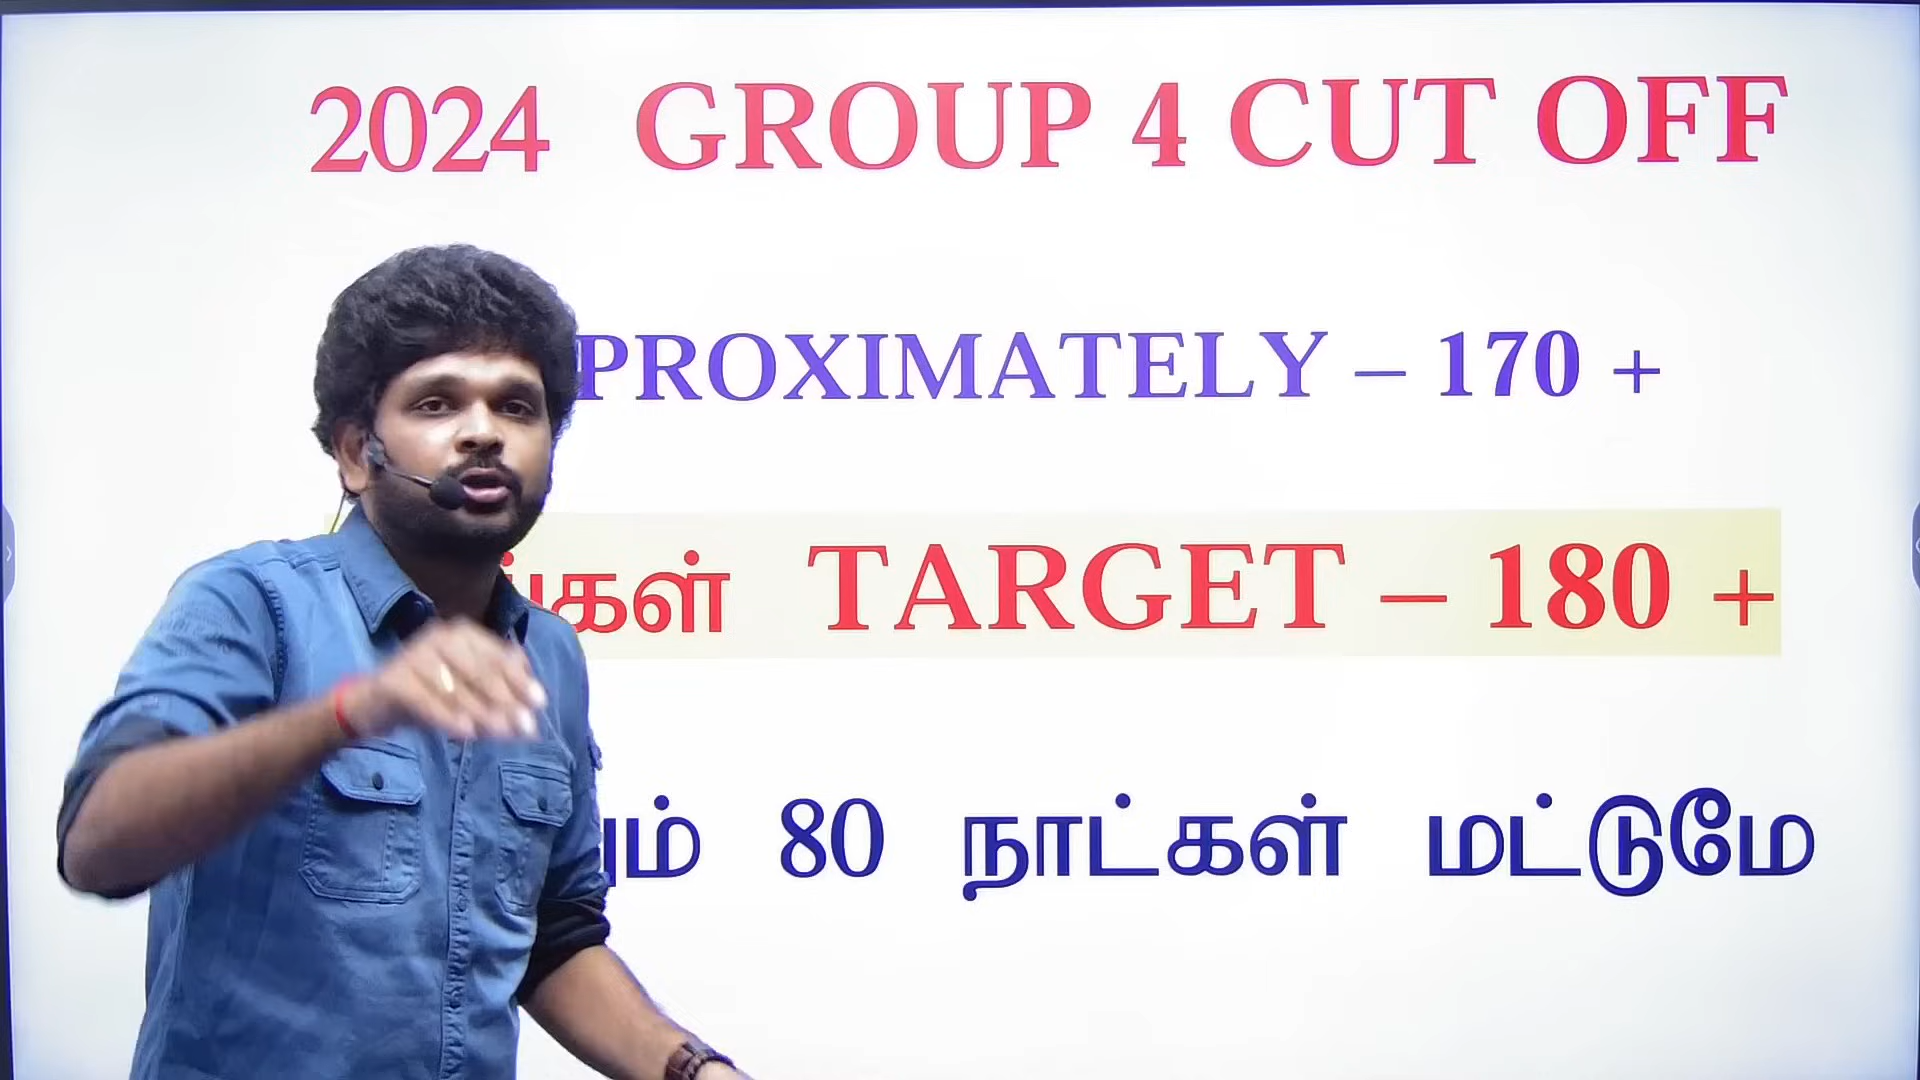 2024 GROUP 4 CUT OFF
PROXIMATELY – 170 +
கள் TARGET – 180 +
80 நாட்கள் மட்டுமே